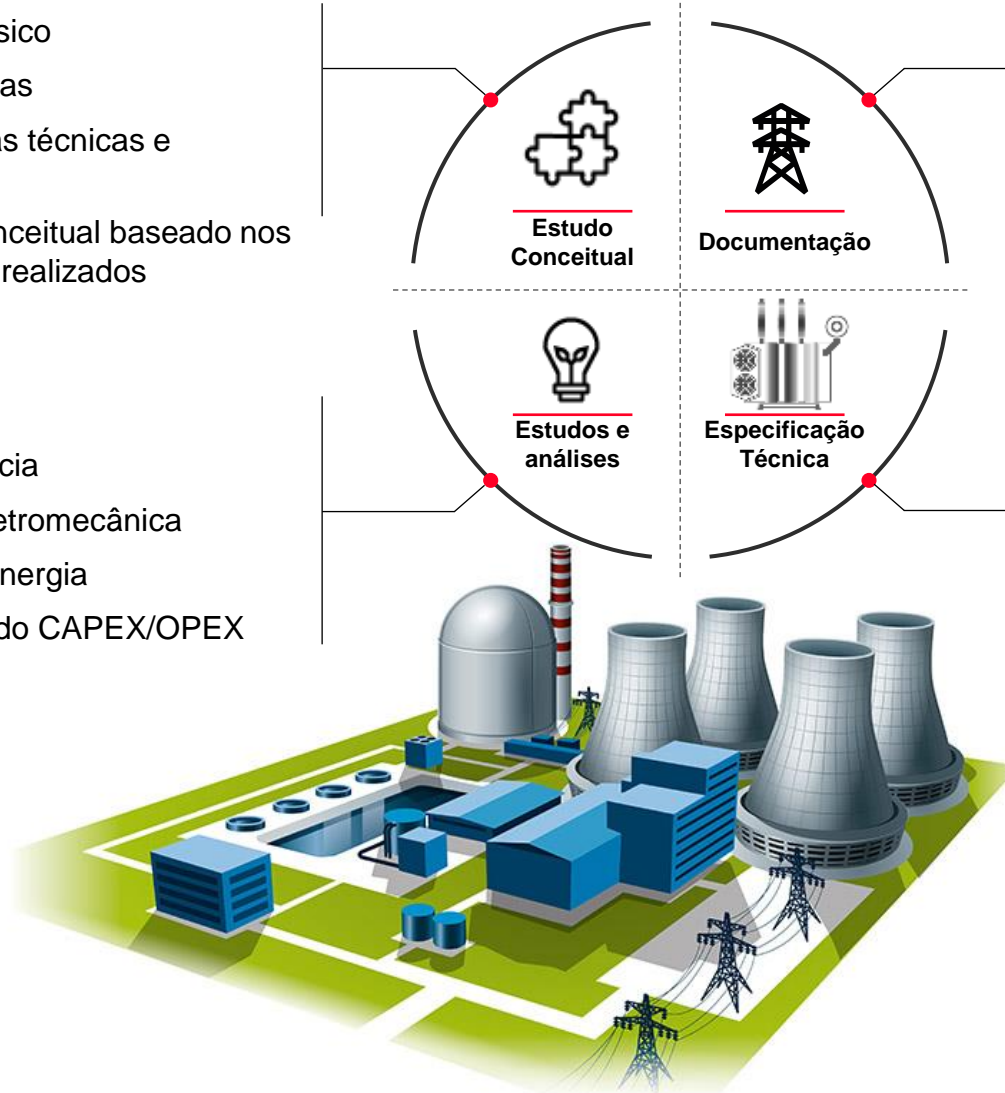 sico
as
as técnicas e
nceitual baseado nos
realizados
cia
etromecânica
nergia
do CAPEX/OPEX
Estudo
Conceitual
Documentação
Estudos e
análises
Especificação
Técnica